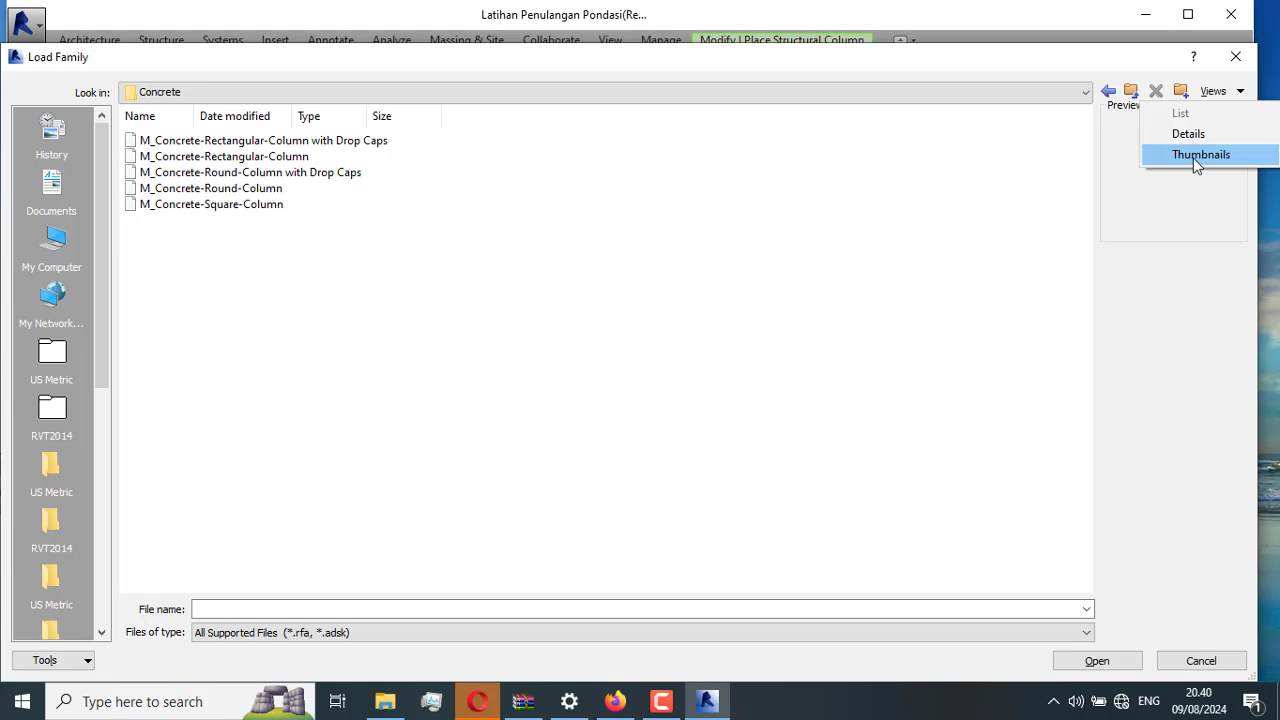 Latihan Penulangan Pondasi(Re...
Architecture Structure Systems Insert Annotate Analyze Massing & Site Collaborate View Manage Modify | Place Structural Column
Load Family
?
Look in: Concrete
Views
Name Date modified Type Size
Preview
List
Details
Thumbnails
M_Concrete-Rectangular-Column with Drop Caps
M_Concrete-Rectangular-Column
M_Concrete-Round-Column with Drop Caps
M_Concrete-Round-Column
M_Concrete-Square-Column
History
Documents
My Computer
My Network...
US Metric
RVT2014
US Metric
RVT2014
US Metric
File name:
Files of type: All Supported Files (*.rfa, *.adsk)
Tools
Open
Cancel
Type here to search
ENG
20.40
09/08/2024
1